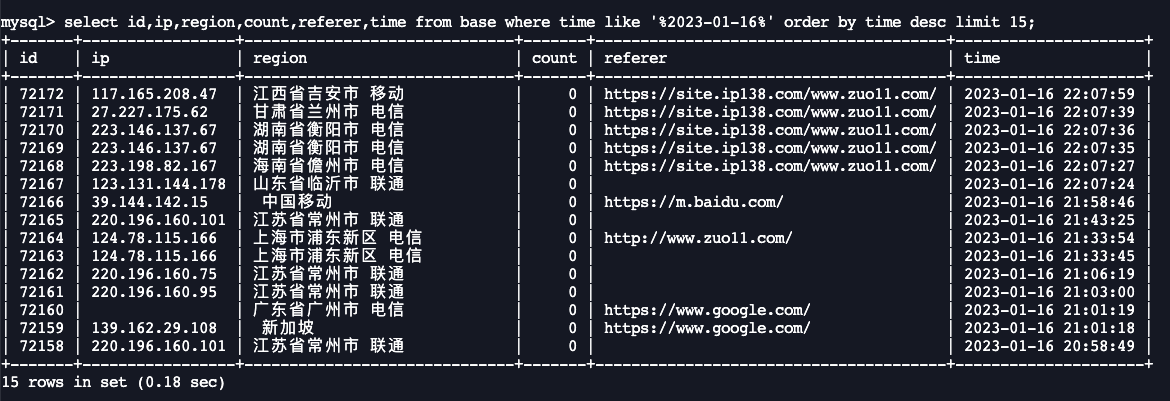 mysql> select id,ip,region,count,referer,time from base where time like '%2023-01-16%' order by time desc limit 15;
+-------+-----------------+-------------------------------+-------+----------------------------------------+---------------------+
| id    | ip              | region                        | count | referer                                | time                |
+-------+-----------------+-------------------------------+-------+----------------------------------------+---------------------+
| 72172 | 117.165.208.47  | 江西省吉安市 移动 | 0 | https://site.ip138.com/www.zuo11.com/ | 2023-01-16 22:07:59 |
| 72171 | 27.227.175.62   | 甘肃省兰州市 电信 | 0 | https://site.ip138.com/www.zuo11.com/ | 2023-01-16 22:07:39 |
| 72170 | 223.146.137.67  | 湖南省衡阳市 电信 | 0 | https://site.ip138.com/www.zuo11.com/ | 2023-01-16 22:07:36 |
| 72169 | 223.146.137.67  | 湖南省衡阳市 电信 | 0 | https://site.ip138.com/www.zuo11.com/ | 2023-01-16 22:07:35 |
| 72168 | 223.198.82.167  | 海南省儋州市 电信 | 0 | https://site.ip138.com/www.zuo11.com/ | 2023-01-16 22:07:27 |
| 72167 | 123.131.144.178 | 山东省临沂市 联通 | 0 | | 2023-01-16 22:07:24 |
| 72166 | 39.144.142.15   | 中国移动 | 0 | https://m.baidu.com/ | 2023-01-16 21:58:46 |
| 72165 | 220.196.160.101 | 江苏省常州市 联通 | 0 | | 2023-01-16 21:43:25 |
| 72164 | 124.78.115.166  | 上海市浦东新区 电信 | 0 | http://www.zuo11.com/ | 2023-01-16 21:33:54 |
| 72163 | 124.78.115.166  | 上海市浦东新区 电信 | 0 | | 2023-01-16 21:33:45 |
| 72162 | 220.196.160.75  | 江苏省常州市 联通 | 0 | | 2023-01-16 21:06:19 |
| 72161 | 220.196.160.95  | 江苏省常州市 联通 | 0 | | 2023-01-16 21:03:00 |
| 72160 | | 广东省广州市 电信 | 0 | https://www.google.com/ | 2023-01-16 21:01:19 |
| 72159 | 139.162.29.108  | 新加坡 | 0 | https://www.google.com/ | 2023-01-16 21:01:18 |
| 72158 | 220.196.160.101 | 江苏省常州市 联通 | 0 | | 2023-01-16 20:58:49 |
+-------+-----------------+-------------------------------+-------+----------------------------------------+---------------------+
15 rows in set (0.18 sec)